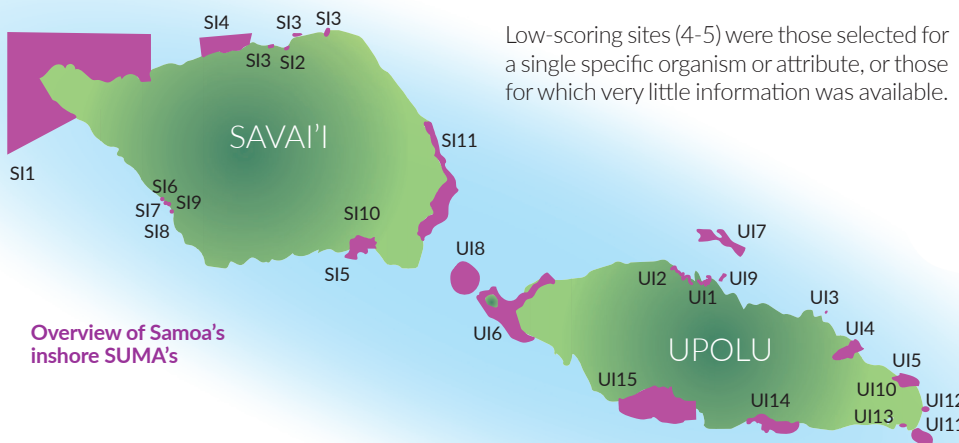 Low-scoring sites (4-5) were those selected for
a single specific organism or attribute, or those
for which very little information was available.
SI4
SI3
SI3
SI3
SI2
SAVAI'I
SI11
SI1
SI6
SI7
SI9
SI8
SI10
SI5
UI8
UI7
UI2
UI1
UI9
UI3
UI6
UI4
UPOLU
UI5
UI15
UI10
UI12
UI14
UI13
UI11
Overview of Samoa's
inshore SUMA's